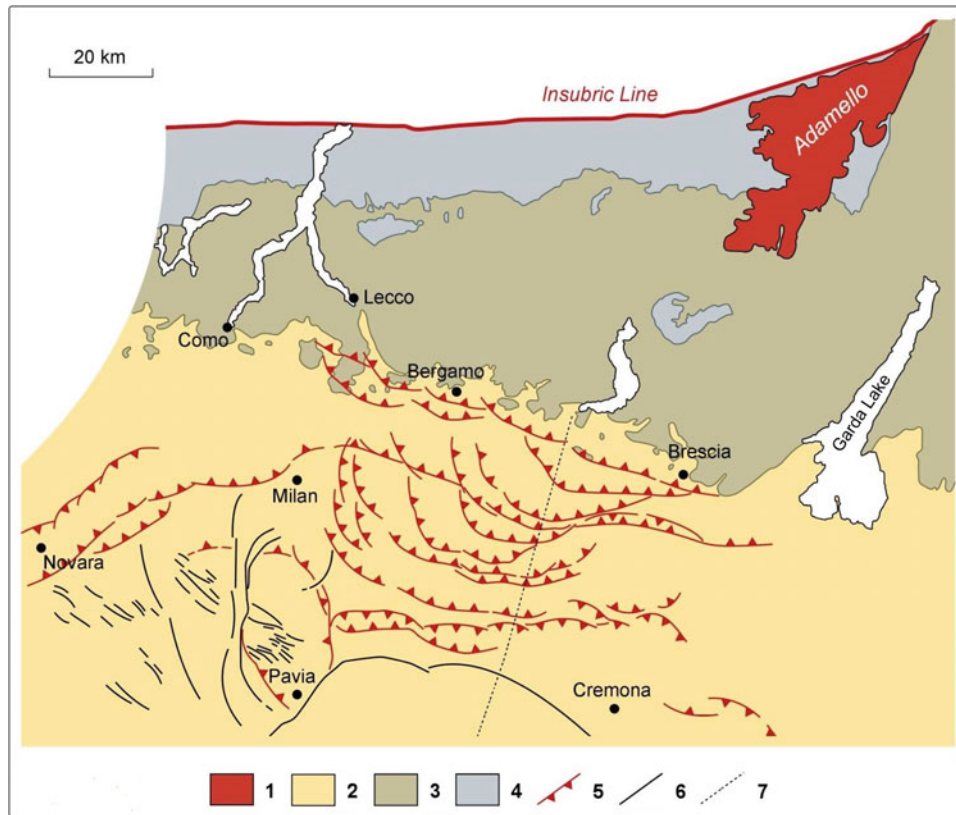 20 km
Insubric Line
Adamello
Lecco
Como
Bergamo
Garda Lake
Brescia
Milan
Novara
Pavia
Cremona
1 2 3 4 5 6 7